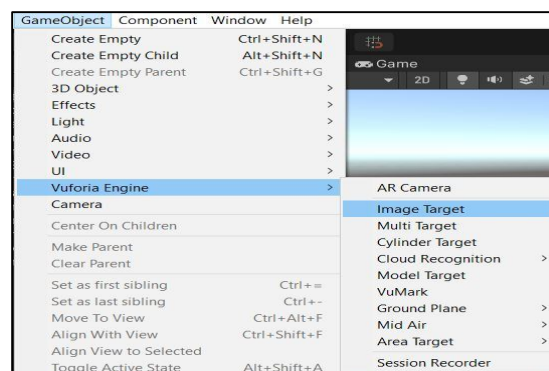 GameObject Component Window Help
Create Empty Ctrl+Shift+N
Create Empty Child Alt+Shift+N
Create Empty Parent Ctrl+Shift+G
3D Object >
Effects >
Light >
Audio >
Video >
UI >
Vuforia Engine >
Camera
Center On Children
Make Parent
Clear Parent
Set as first sibling Ctrl+=
Set as last sibling Ctrl+-
Move To View Ctrl+Alt+F
Align With View Ctrl+Shift+F
Align View to Selected
Toggle Active State Alt+Shift+A
Game
2D
AR Camera
Image Target
Multi Target
Cylinder Target
Cloud Recognition >
Model Target
VuMark
Ground Plane >
Mid Air >
Area Target >
Session Recorder